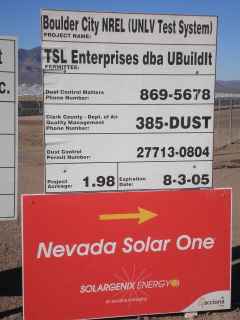 Boulder City NREL (UNLV Test System)
PROJECT NAME:
TSL Enterprises dba UBuildIt
PERMITTEE:
Dust Control Matters
Phone Number: 869-5678
Clark County - Dept. of Air
Quality Management
Phone Number: 385-DUST
Dust Control
Permit Number: 27713-0804
Project
Acreage: 1.98 Expiration
Date: 8-3-05
C.
Nevada Solar One
SOLARGENIX ENERGY
acciona